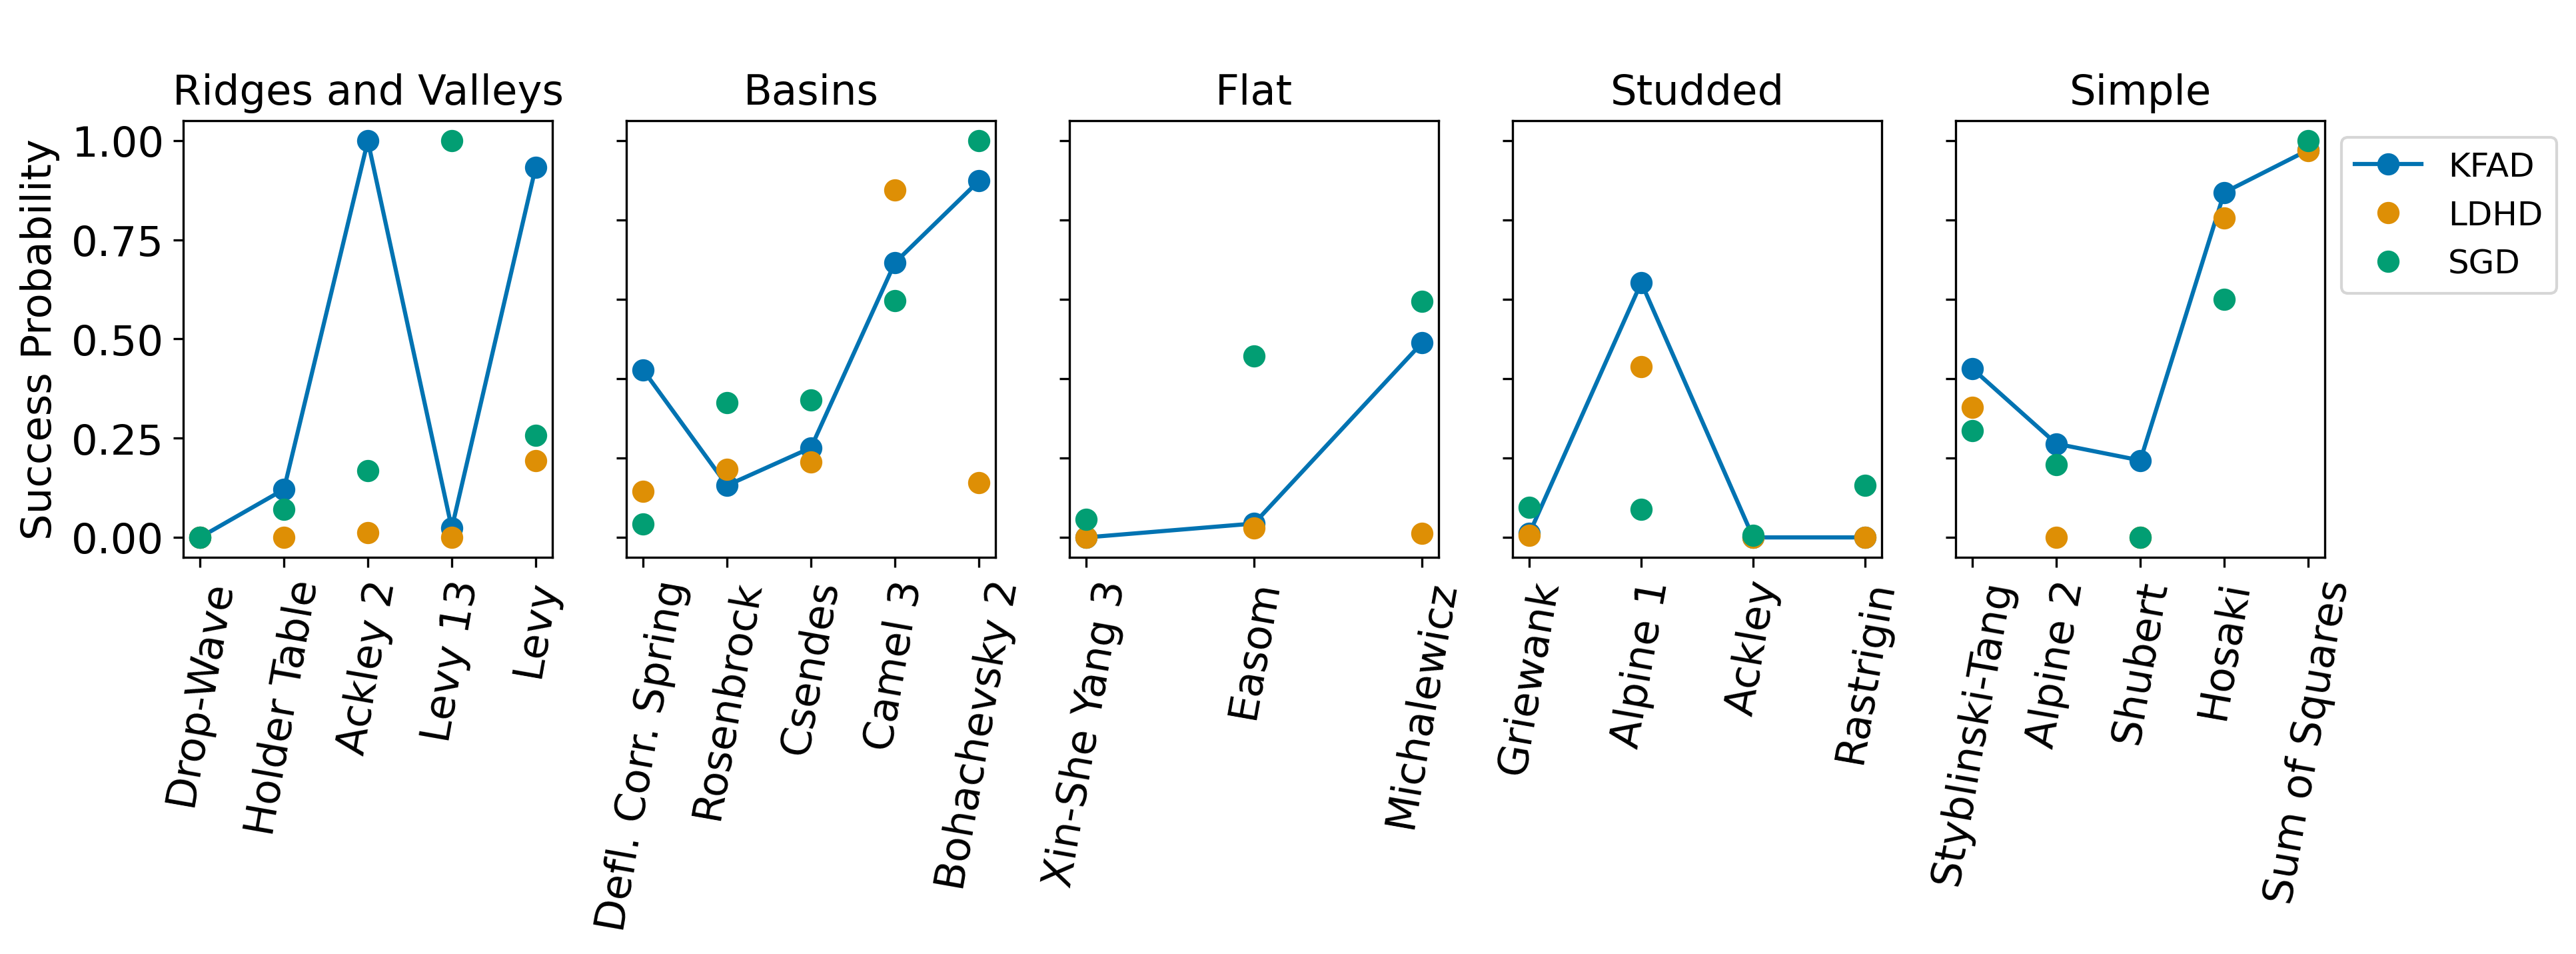 Ridges and Valleys
Basins
Flat
Studded
Simple
Success Probability
1.00
0.75
0.50
0.25
0.00
KFAD
LDHD
SGD
Drop-Wave
Holder Table
Ackley 2
Levy 13
Levy
Defl. Corr. Spring
Rosenbrock
Csendes
Camel 3
Bohachevsky 2
Xin-She Yang 3
Easom
Michalewicz
Griewank
Alpine 1
Ackley
Rastrigin
Styblinski-Tang
Alpine 2
Shubert
Hosaki
Sum of Squares